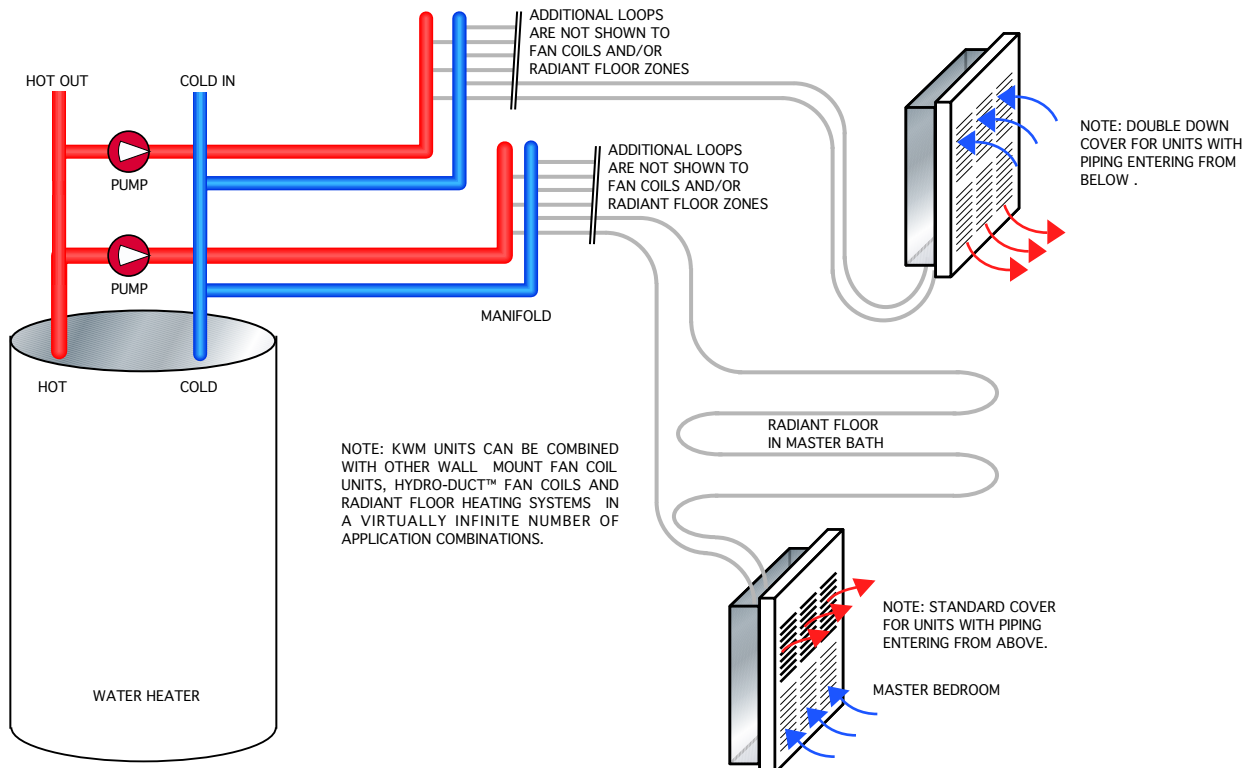 ADDITIONAL LOOPS
ARE NOT SHOWN TO
FAN COILS AND/OR
RADIANT FLOOR ZONES
HOT OUT
COLD IN
PUMP
NOTE: DOUBLE DOWN
COVER FOR UNITS WITH
PIPING ENTERING FROM
BELOW .
ADDITIONAL LOOPS
ARE NOT SHOWN TO
FAN COILS AND/OR
RADIANT FLOOR ZONES
PUMP
MANIFOLD
HOT
COLD
RADIANT FLOOR
IN MASTER BATH
NOTE: KWM UNITS CAN BE COMBINED
WITH OTHER WALL MOUNT FAN COIL
UNITS, HYDRO-DUCT™ FAN COILS AND
RADIANT FLOOR HEATING SYSTEMS IN
A VIRTUALLY INFINITE NUMBER OF
APPLICATION COMBINATIONS.
NOTE: STANDARD COVER
FOR UNITS WITH PIPING
ENTERING FROM ABOVE.
WATER HEATER
MASTER BEDROOM